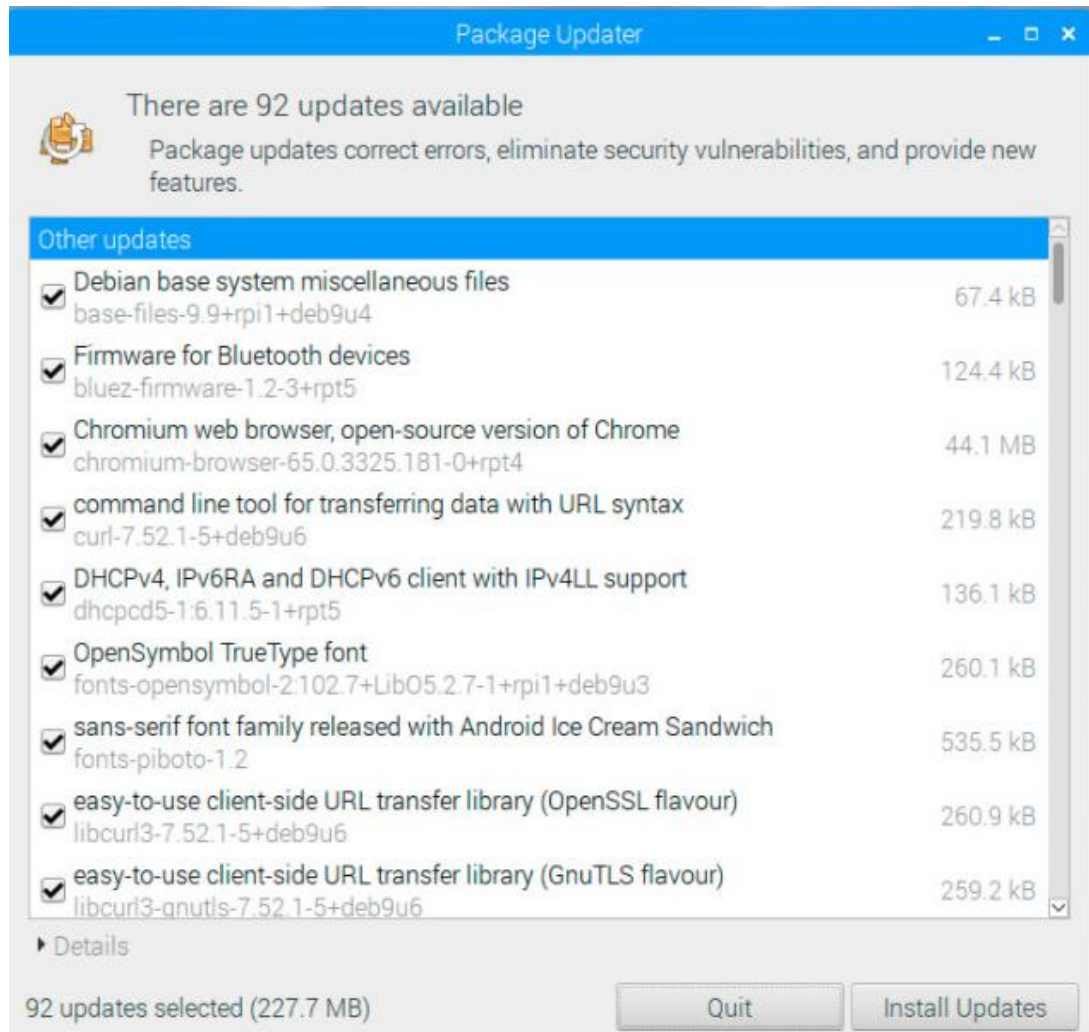 Package Updater
There are 92 updates available
Package updates correct errors, eliminate security vulnerabilities, and provide new
features.
Other updates
Debian base system miscellaneous files
67.4 kB
base-files-9.9+rpi1+deb9u4
Firmware for Bluetooth devices
124.4 kB
bluez-firmware-1.2-3+rpt5
Chromium web browser, open-source version of Chrome
44.1 MB
chromium-browser-65.0.3325.181-0+rpt4
command line tool for transferring data with URL syntax
219.8 kB
curl-7.52.1-5+deb9u6
DHCPv4, IPv6RA and DHCPv6 client with IPv4LL support
136.1 kB
dhcpcd5-1:6.11.5-1+rpt5
OpenSymbol TrueType font
260.1 kB
fonts-opensymbol-2:102.7+LibO5.2.7-1+rpi1+deb9u3
sans-serif font family released with Android Ice Cream Sandwich
535.5 kB
fonts-piboto-1.2
easy-to-use client-side URL transfer library (OpenSSL flavour)
260.9 kB
libcurl3-7.52.1-5+deb9u6
easy-to-use client-side URL transfer library (GnuTLS flavour)
259.2 kB
libcurl3-gnutls-7.52.1-5+deb9u6
Details
92 updates selected (227.7 MB)
Quit
Install Updates